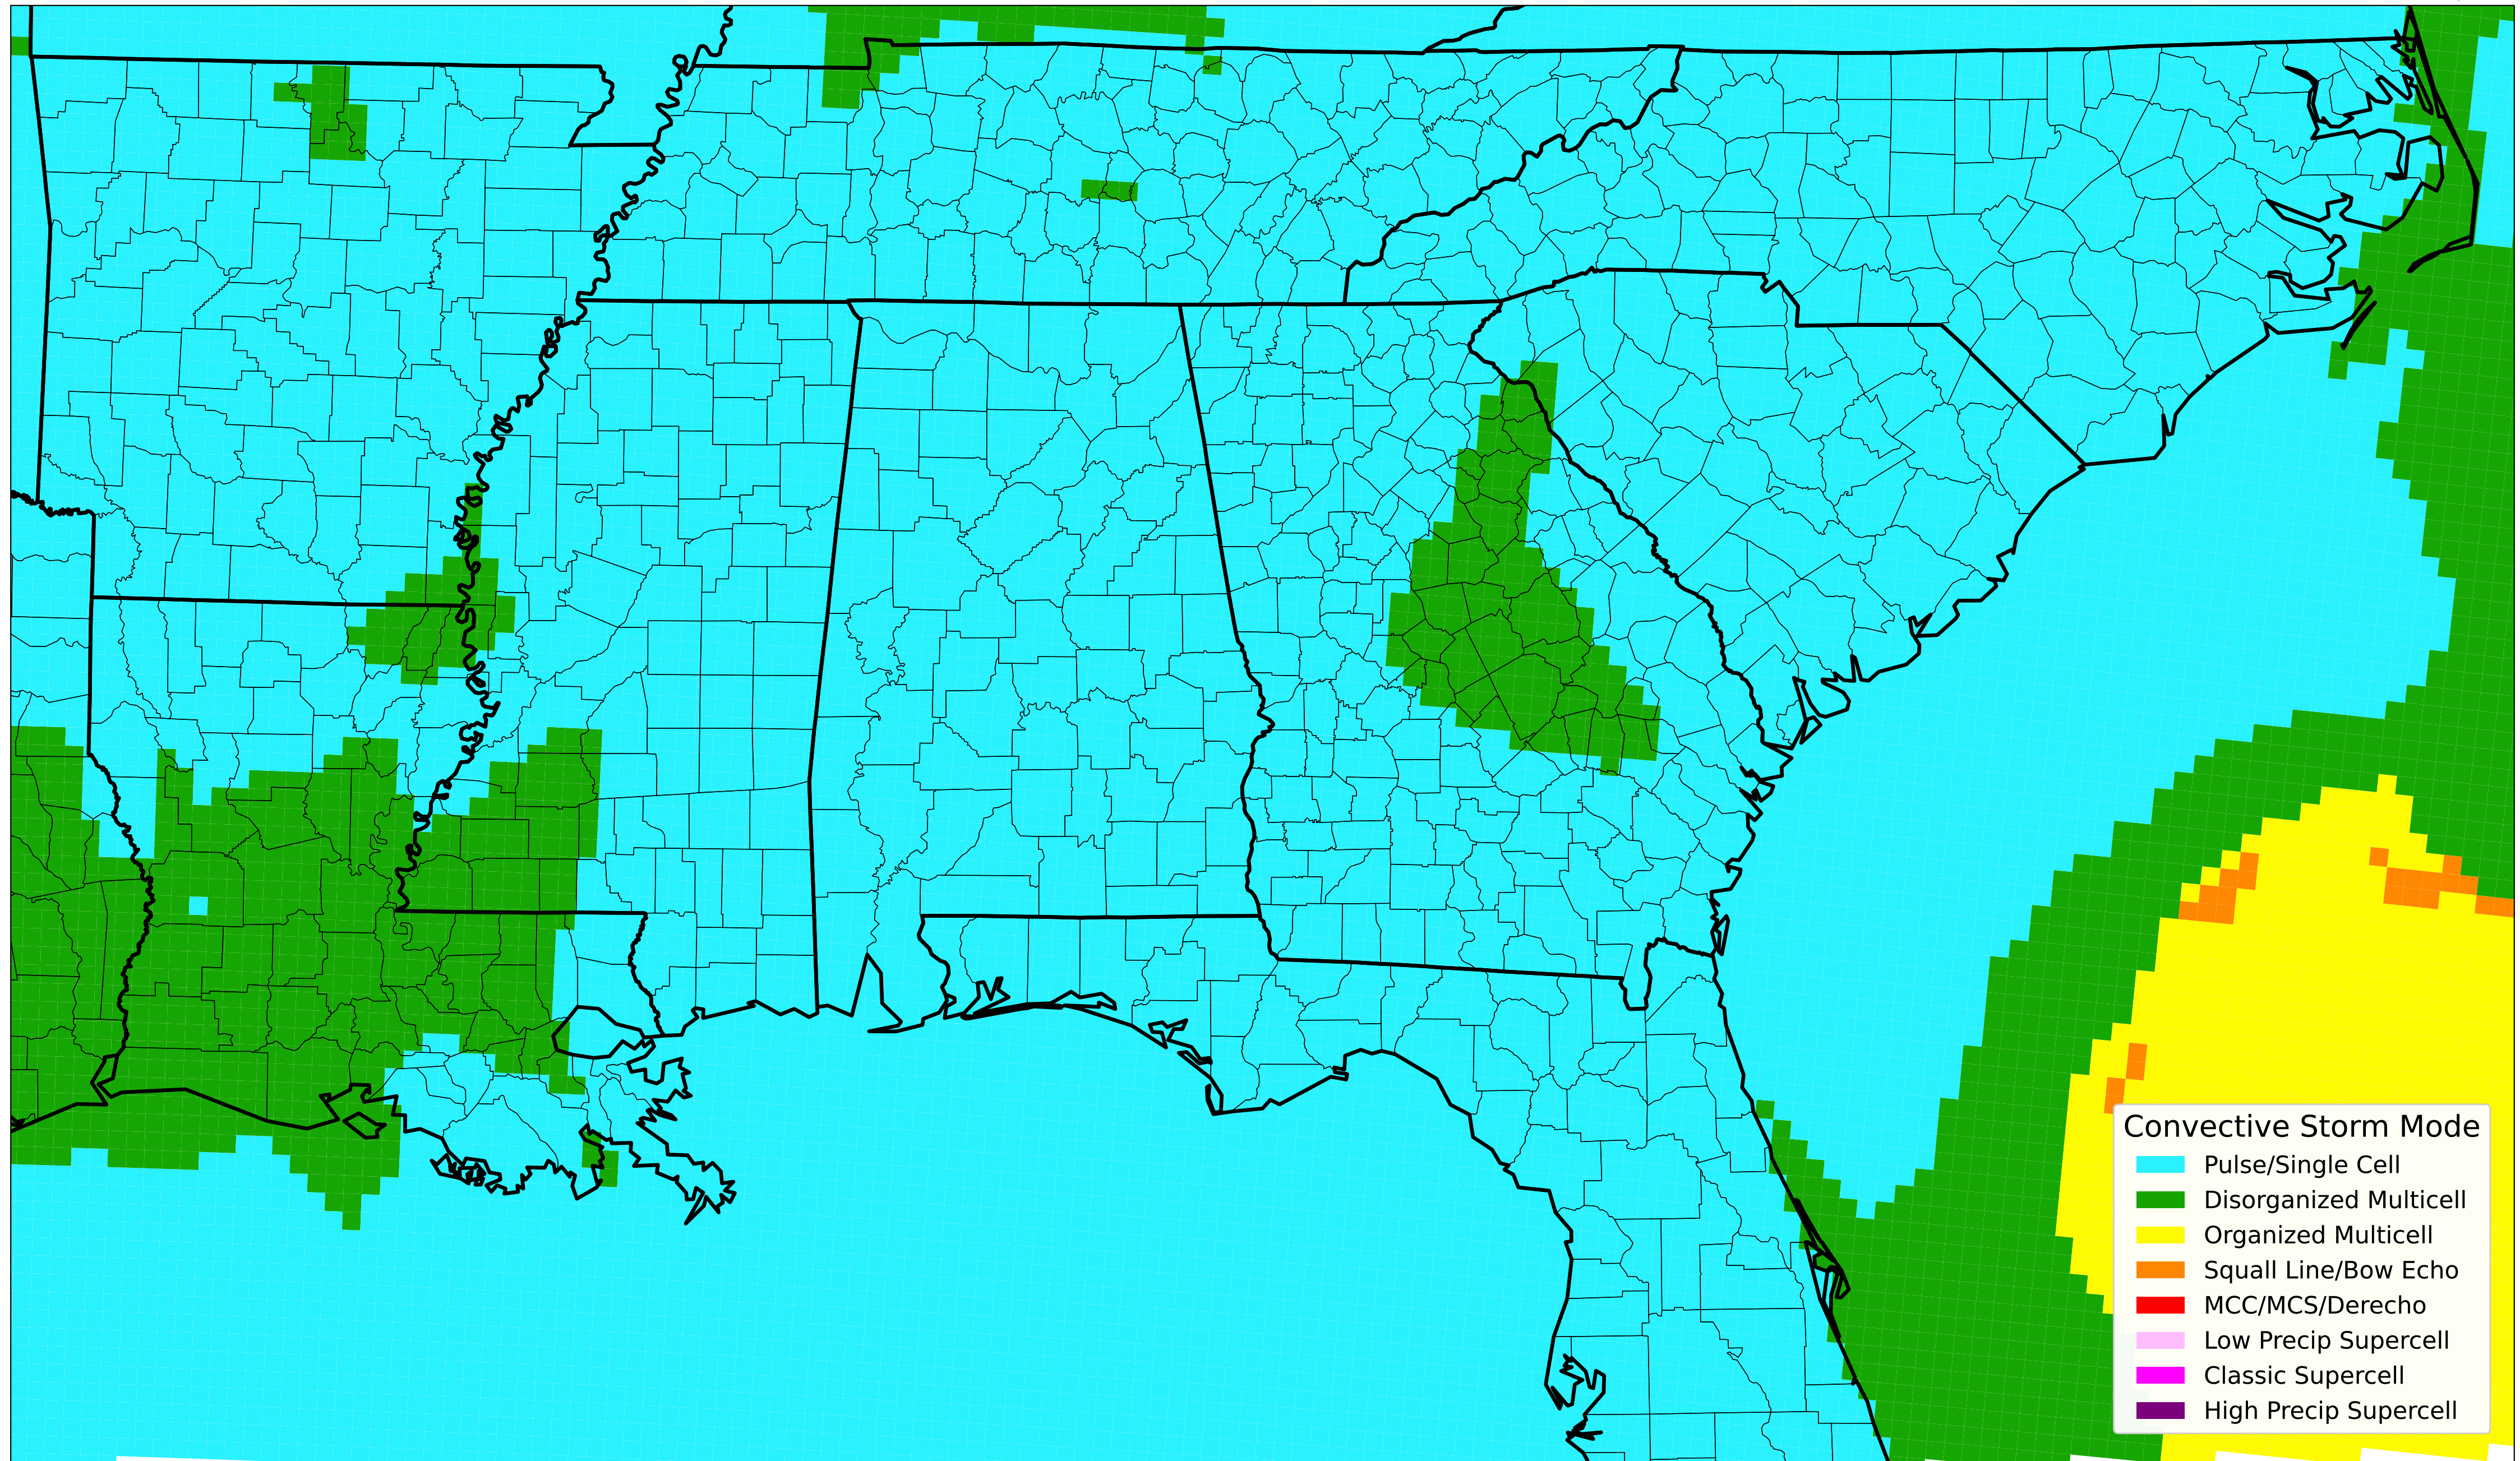 Convective Storm Mode
Pulse/Single Cell
Disorganized Multicell
Organized Multicell
Squall Line/Bow Echo
MCC/MCS/Derecho
Low Precip Supercell
Classic Supercell
High Precip Supercell